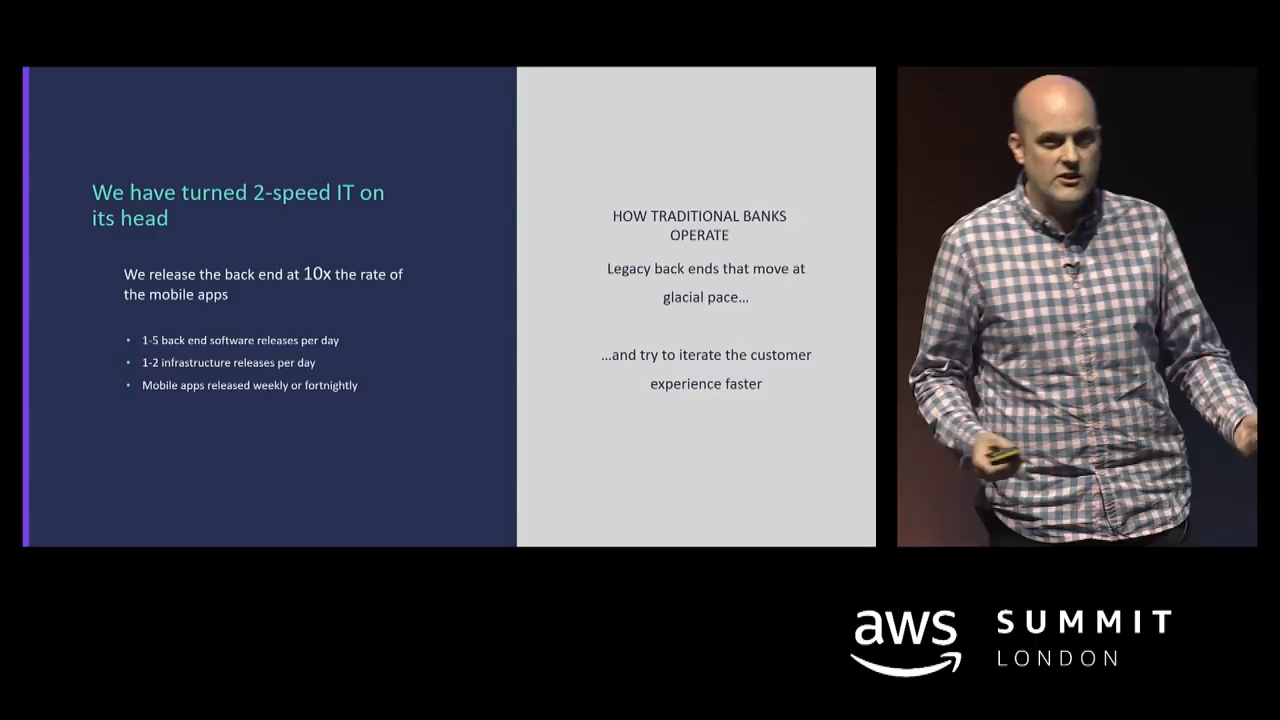 We have turned 2-speed IT on
its head
We release the back end at 10x the rate of
the mobile apps
• 1-5 back end software releases per day
• 1-2 infrastructure releases per day
• Mobile apps released weekly or fortnightly
HOW TRADITIONAL BANKS
OPERATE
Legacy back ends that move at
glacial pace...
...and try to iterate the customer
experience faster
aws
SUMMIT
LONDON